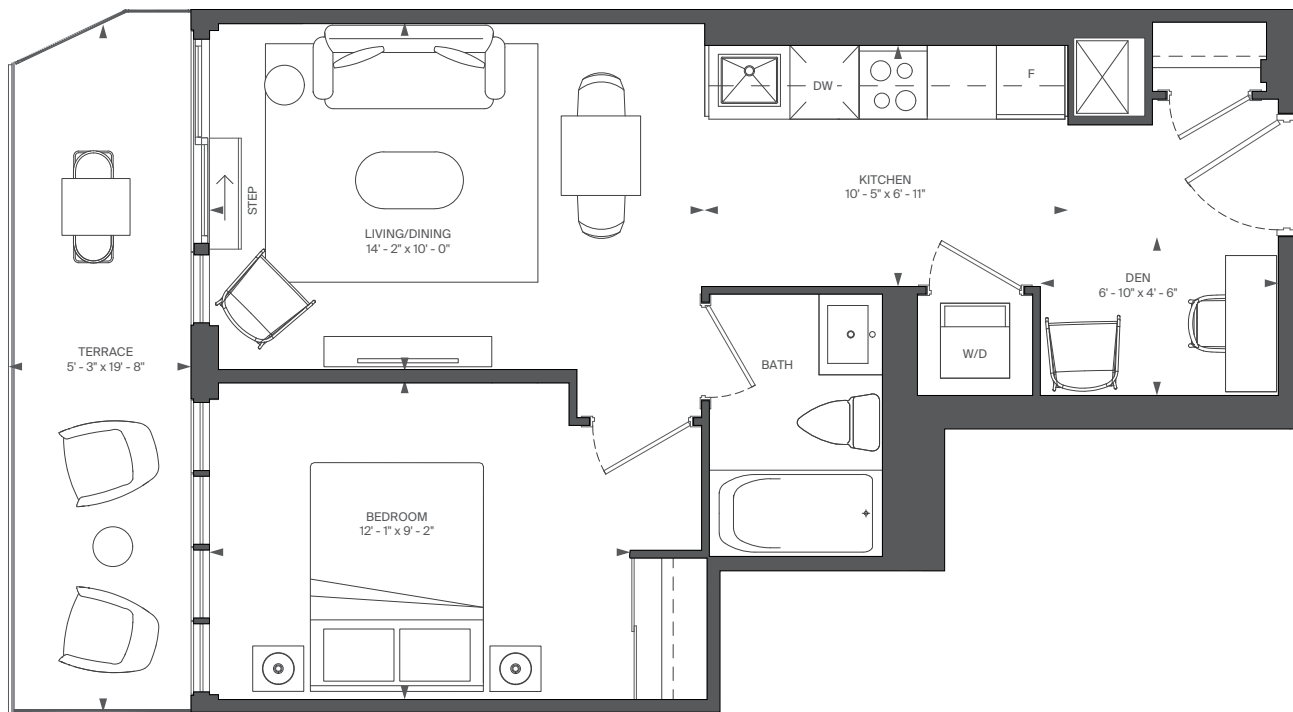 DW
F
KITCHEN
10' - 5" x 6' - 11"
STEP
LIVING/DINING
14' - 2" x 10' - 0"
DEN
6' - 10" x 4' - 6"
TERRACE
5' - 3" x 19' - 8"
BATH
W/D
BEDROOM
12' - 1" x 9' - 2"